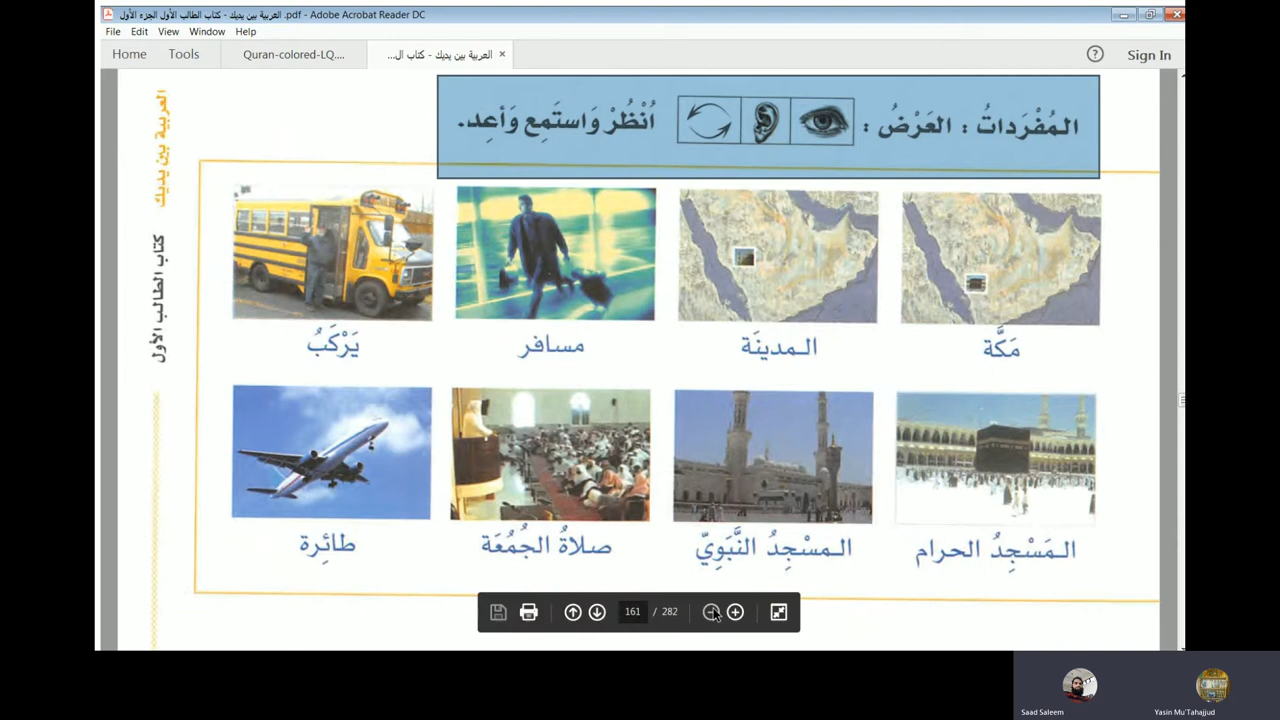 العربية بين يديك - كتاب الطالب الأول الجزء الأول.pdf - Adobe Acrobat Reader DC
File Edit View Window Help
Home Tools Quran-colored-LQ.... العربية بين يديك - كتاب ال... Sign In
المُفْرَداتُ : العَرْضُ : اُنْظُرْ وَاستَمِع وَأعِد.
العربية بين يديك
كتاب الطالب الأول
مَكَّة المدينَة مسافر يَرْكَبُ
المَسْجِدُ الحرام المسْجِدُ النَّبَوِيّ صلاةُ الجُمُعَة طائِرة
161 / 282
Saad Saleem Yasin Mu`Tahajjud